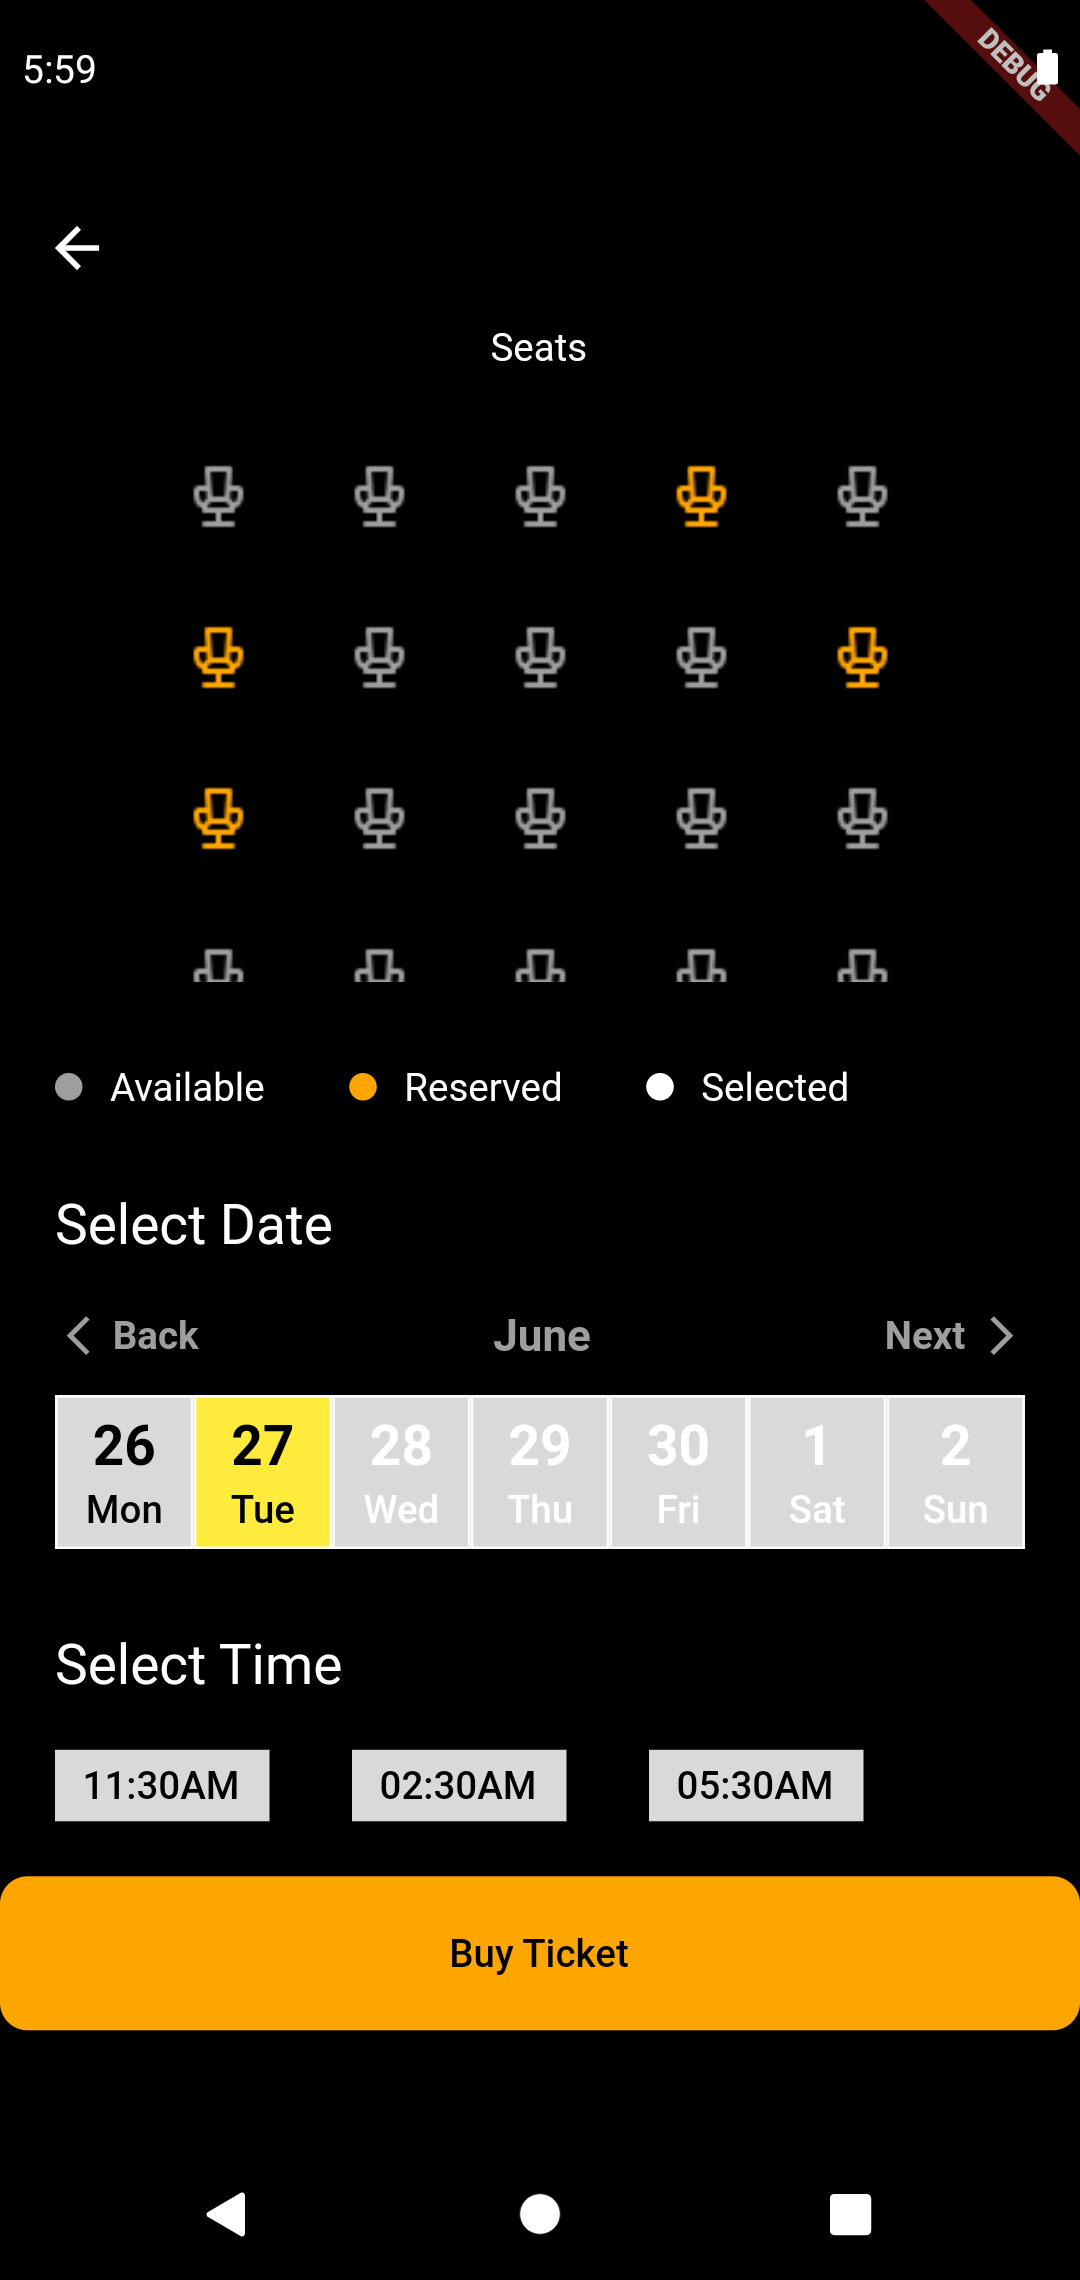 5:59
DEBUG
Seats
Available Reserved Selected
Select Date
Back June Next
26 27 28 29 30 1 2
Mon Tue Wed Thu Fri Sat Sun
Select Time
11:30AM 02:30AM 05:30AM
Buy Ticket